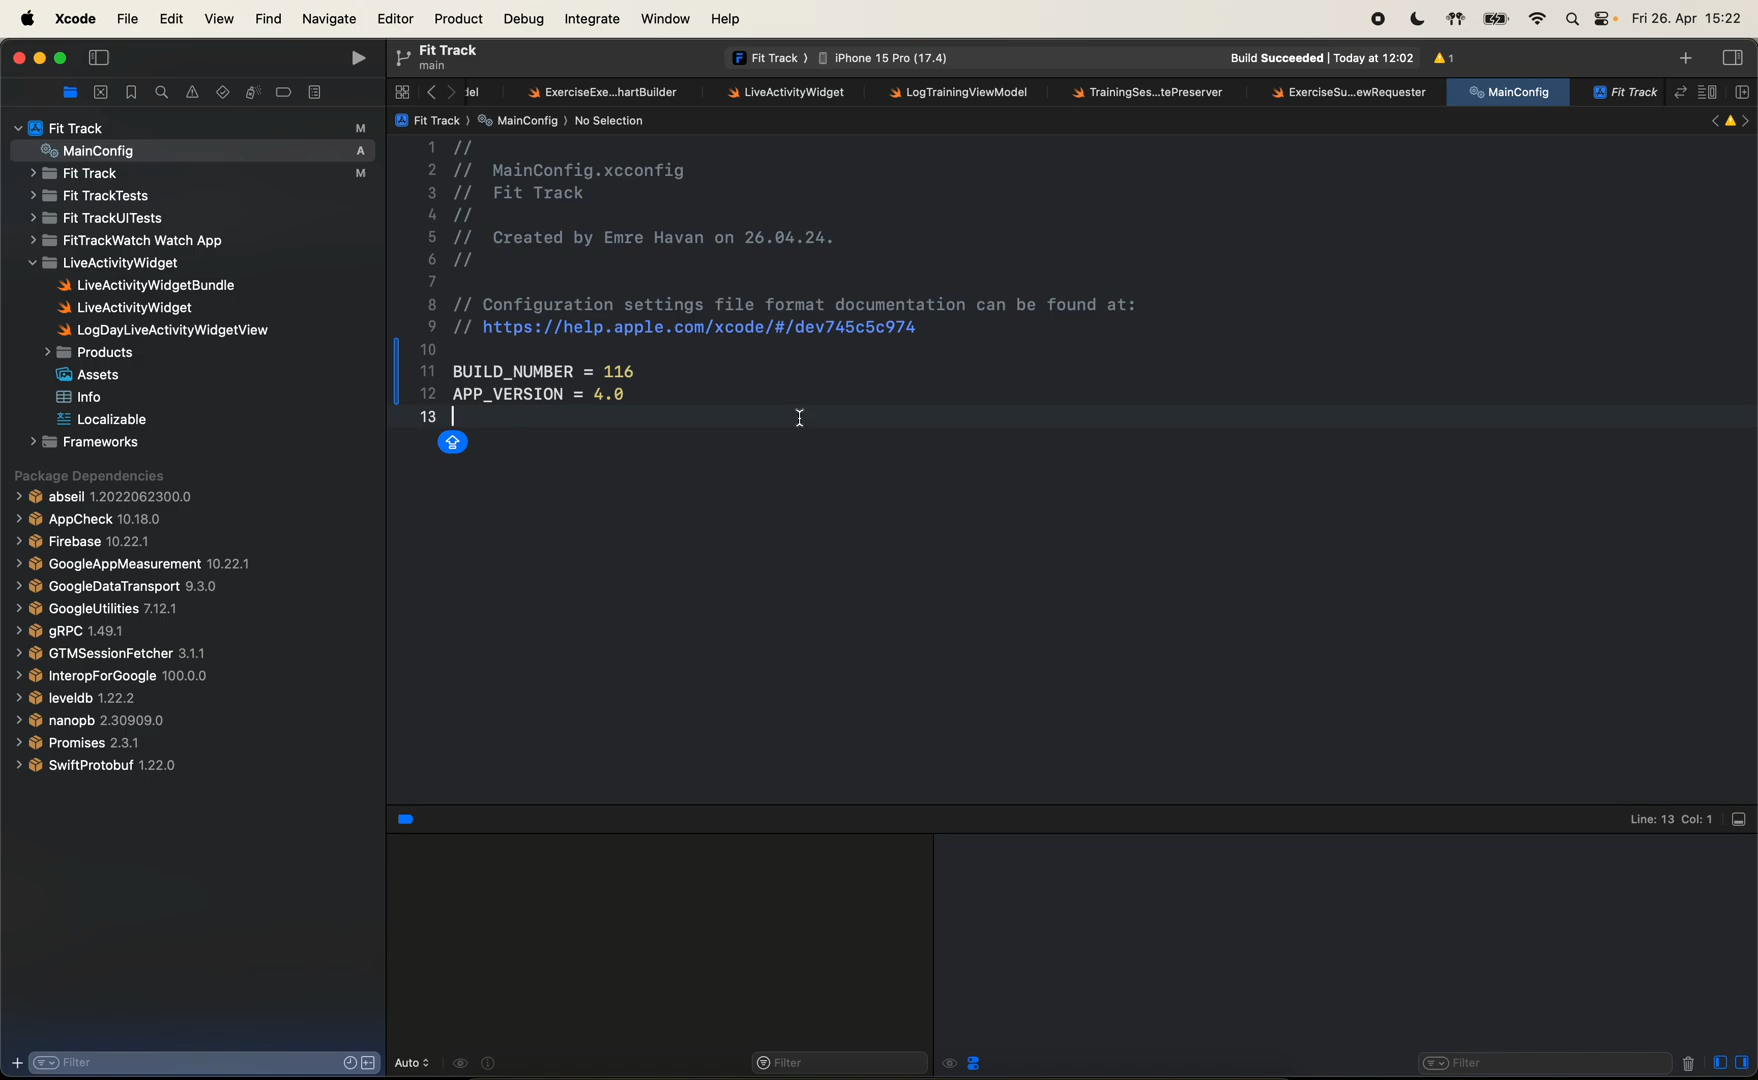 Xcode File Edit View Find Navigate Editor Product Debug Integrate Window Help Fri 26. Apr 15:22
Fit Track
main
Fit Track 〉 iPhone 15 Pro (17.4) Build Succeeded | Today at 12:02 1
del ExerciseExe...hartBuilder LiveActivityWidget LogTrainingViewModel TrainingSes...tePreserver ExerciseSu...ewRequester MainConfig Fit Track
Fit Track 〉 MainConfig 〉 No Selection
Fit Track M
MainConfig A
Fit Track M
Fit TrackTests
Fit TrackUITests
FitTrackWatch Watch App
LiveActivityWidget
LiveActivityWidgetBundle
LiveActivityWidget
LogDayLiveActivityWidgetView
Products
Assets
Info
Localizable
Frameworks
Package Dependencies
abseil 1.2022062300.0
AppCheck 10.18.0
Firebase 10.22.1
GoogleAppMeasurement 10.22.1
GoogleDataTransport 9.3.0
GoogleUtilities 7.12.1
gRPC 1.49.1
GTMSessionFetcher 3.1.1
InteropForGoogle 100.0.0
leveldb 1.22.2
nanopb 2.30909.0
Promises 2.3.1
SwiftProtobuf 1.22.0
Filter
1 //
2 // MainConfig.xcconfig
3 // Fit Track
4 //
5 // Created by Emre Havan on 26.04.24.
6 //
7
8 // Configuration settings file format documentation can be found at:
9 // https://help.apple.com/xcode/#/dev745c5c974
10
11 BUILD_NUMBER = 116
12 APP_VERSION = 4.0
13
Line: 13 Col: 1
Auto Filter Filter